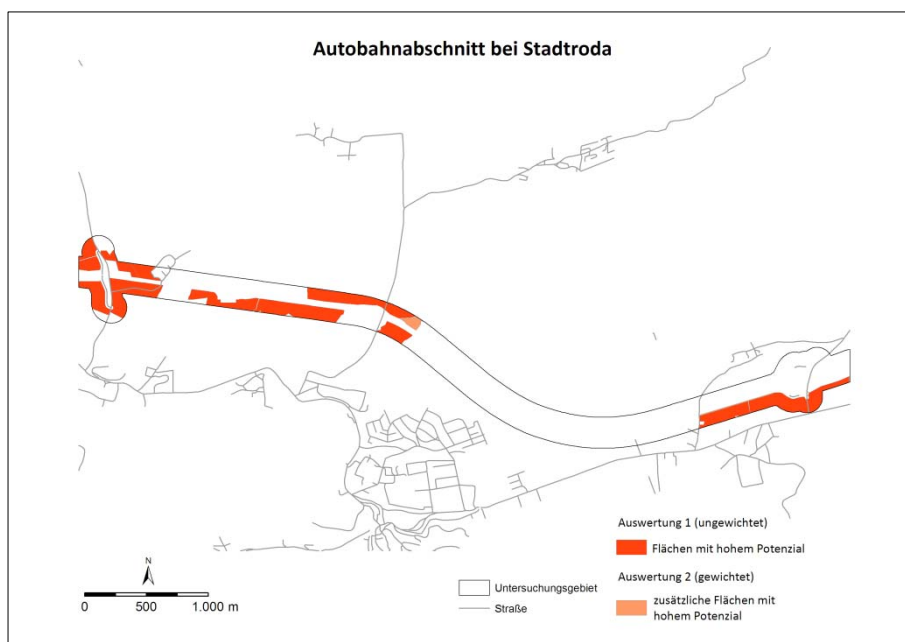 Autobahnabschnitt bei Stadtroda
Auswertung 1 (ungewichtet)
Flächen mit hohem Potenzial
Auswertung 2 (gewichtet)
zusätzliche Flächen mit
hohem Potenzial
Untersuchungsgebiet
Straße
N
0 500 1.000 m